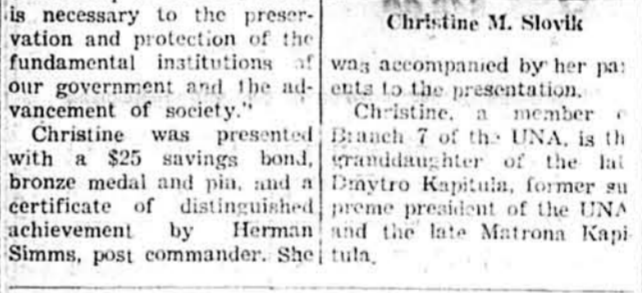 is necessary to the preser-
vation and protection of the
fundamental institutions of
our government and the ad-
vancement of society."
Christine was presented
with a $25 savings bond,
bronze medal and pin, and a
certificate of distinguished
achievement by Herman
Simms, post commander. She
Christine M. Slovik
was accompanied by her par
ents to the presentation.
Christine, a member
Branch 7 of the UNA, is th
granddaughter of the lat
Dmytro Kapitula, former su
preme president of the UNA
and the late Matrona Kapi
tula.